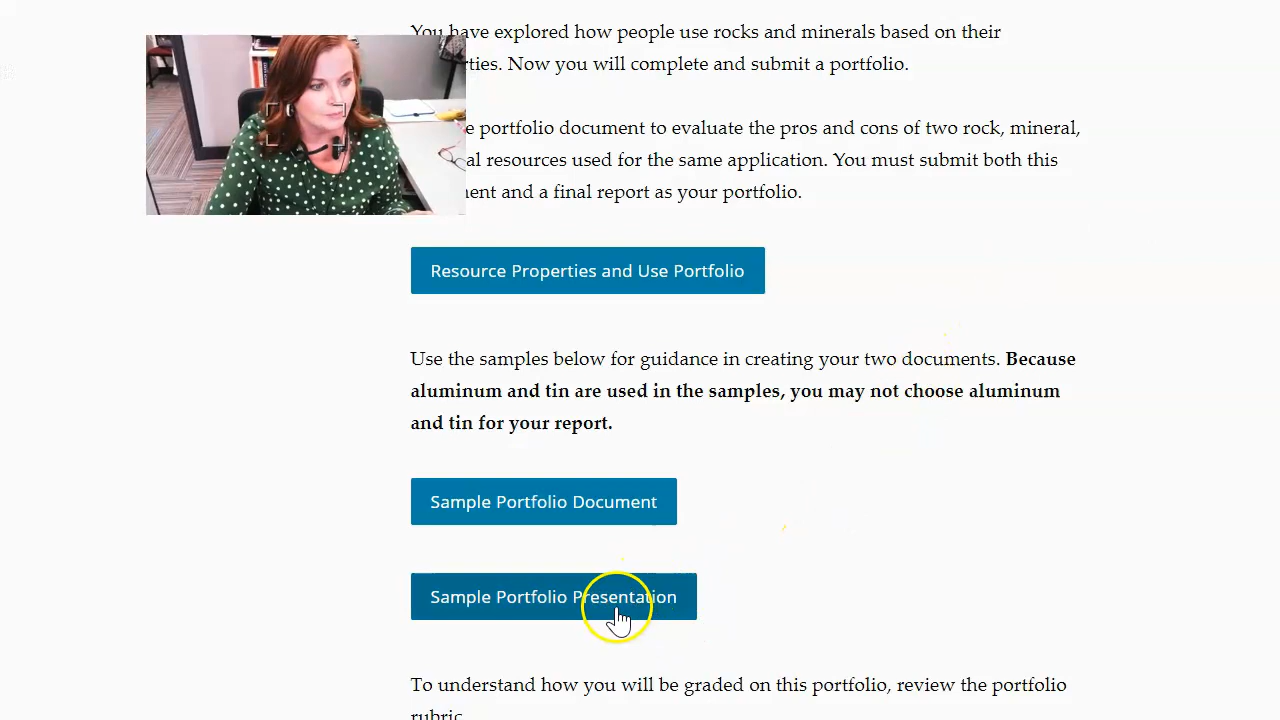 You have explored how people use rocks and minerals based on their
Now you will complete and submit a portfolio.
portfolio document to evaluate the pros and cons of two rock, mineral,
resources used for the same application. You must submit both this
and a final report as your portfolio.
Resource Properties and Use Portfolio
Use the samples below for guidance in creating your two documents. Because
aluminum and tin are used in the samples, you may not choose aluminum
and tin for your report.
Sample Portfolio Document
Sample Portfolio Presentation
To understand how you will be graded on this portfolio, review the portfolio
rubric